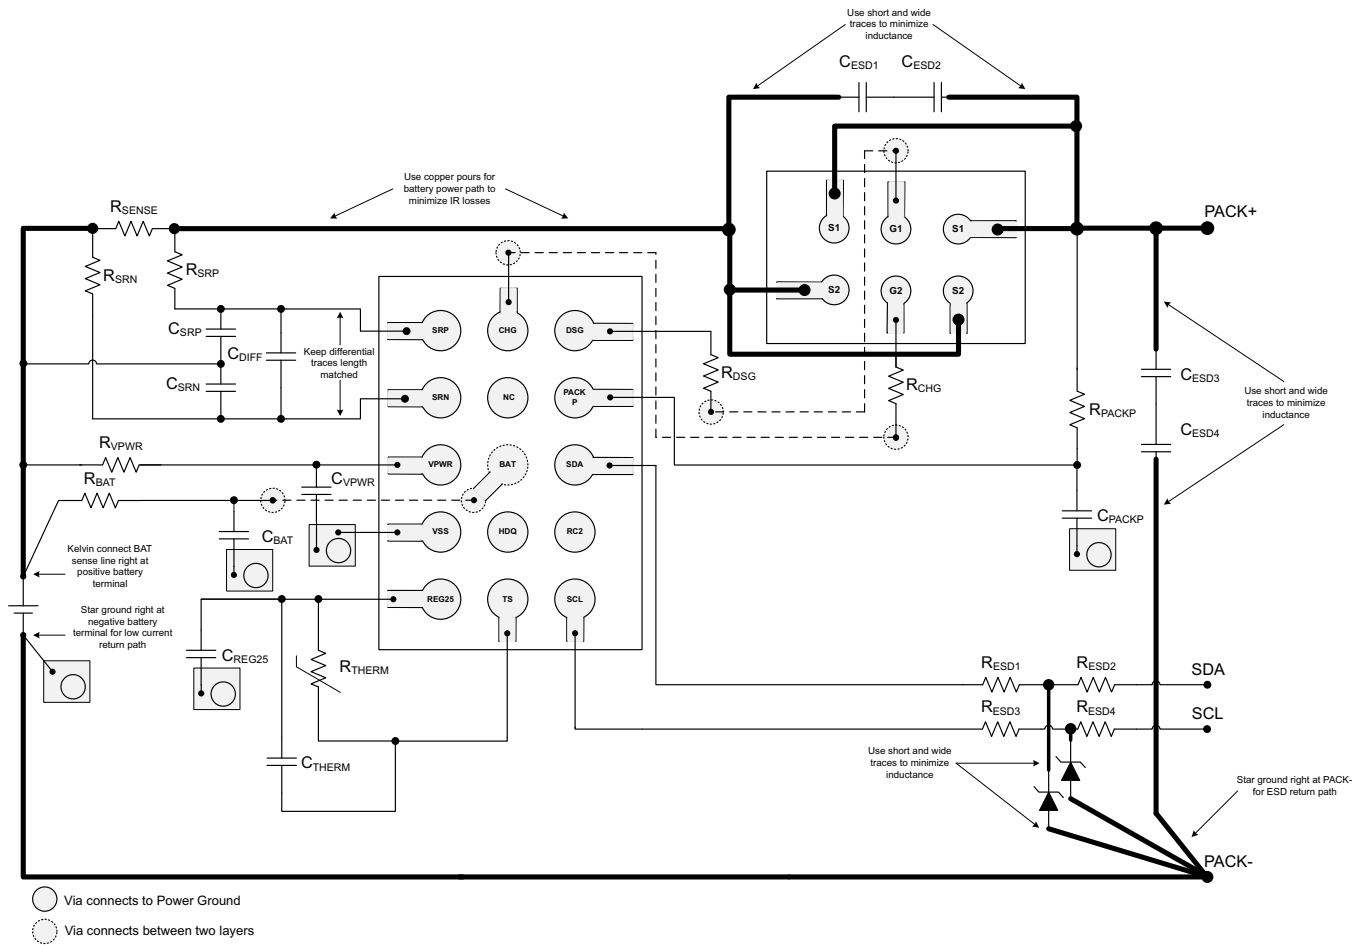 Use short and wide
traces to minimize
inductance
CESD1
CESD2
Use copper pours for
battery power path to
minimize IR losses
RSENSE
PACK+
S1
G1
S1
RSRN
RSRP
S2
G2
S2
CSRP
CDIFF
CSRN
Keep differential
traces length
matched
SRP
CHG
DSG
RDSG
RCHG
CESD3
Use short and wide
traces to minimize
inductance
SRN
NC
PACK
P
RPACKP
CESD4
RVPWR
VPWR
BAT
SDA
RBAT
CVPWR
CPACKP
CBAT
VSS
HDQ
RC2
Kelvin connect BAT
sense line right at
positive battery
terminal
Star ground right at
negative battery
terminal for low current
return path
REG25
TS
SCL
CREG25
RTHERM
RESD1
RESD2
SDA
RESD3
RESD4
SCL
CTHERM
Use short and wide
traces to minimize
inductance
Star ground right at PACK-
for ESD return path
PACK-
Via connects to Power Ground
Via connects between two layers